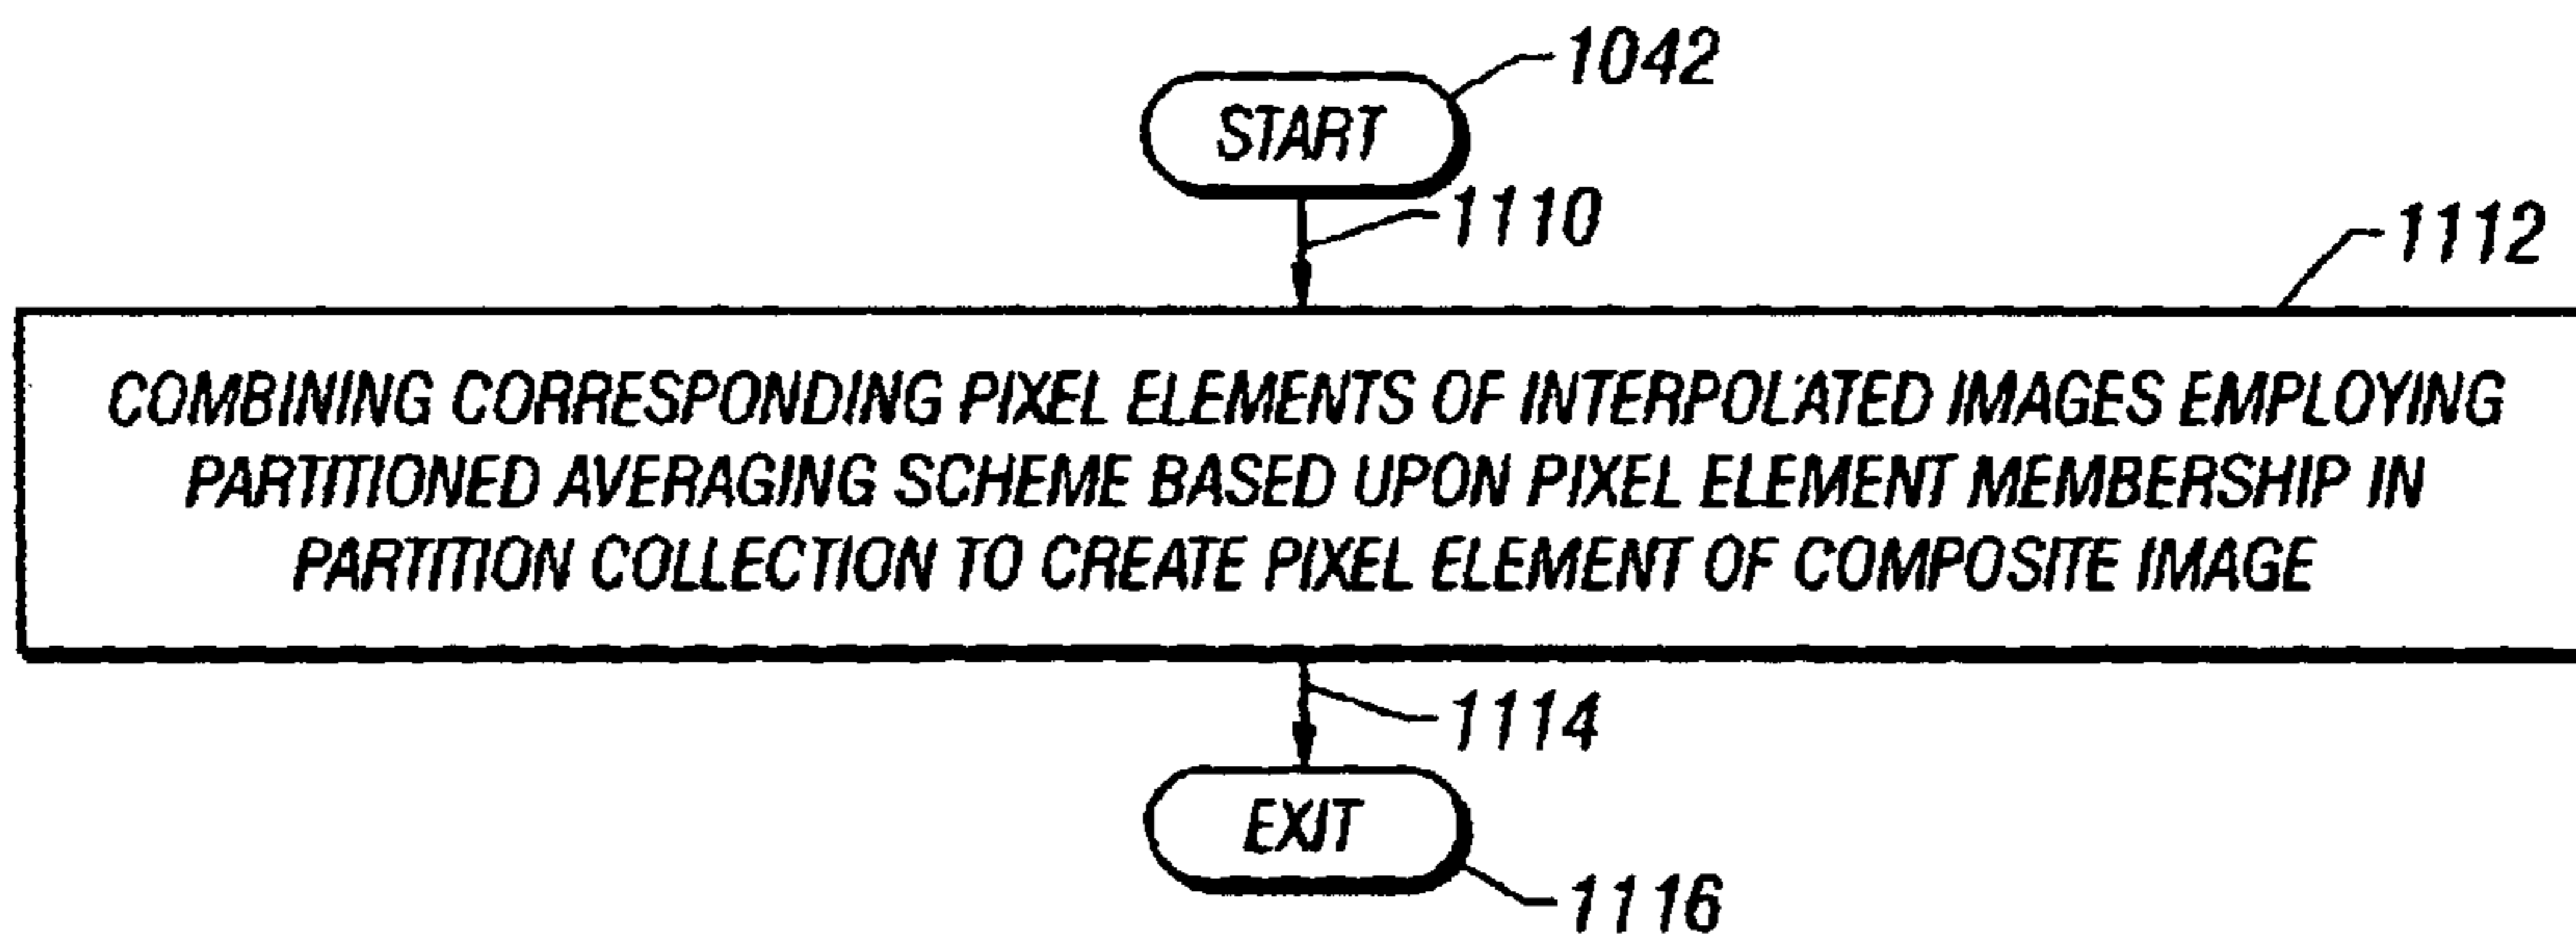 1042
START
1110
1112
COMBINING CORRESPONDING PIXEL ELEMENTS OF INTERPOLATED IMAGES EMPLOYING
PARTITIONED AVERAGING SCHEME BASED UPON PIXEL ELEMENT MEMBERSHIP IN
PARTITION COLLECTION TO CREATE PIXEL ELEMENT OF COMPOSITE IMAGE
1114
EXIT
1116